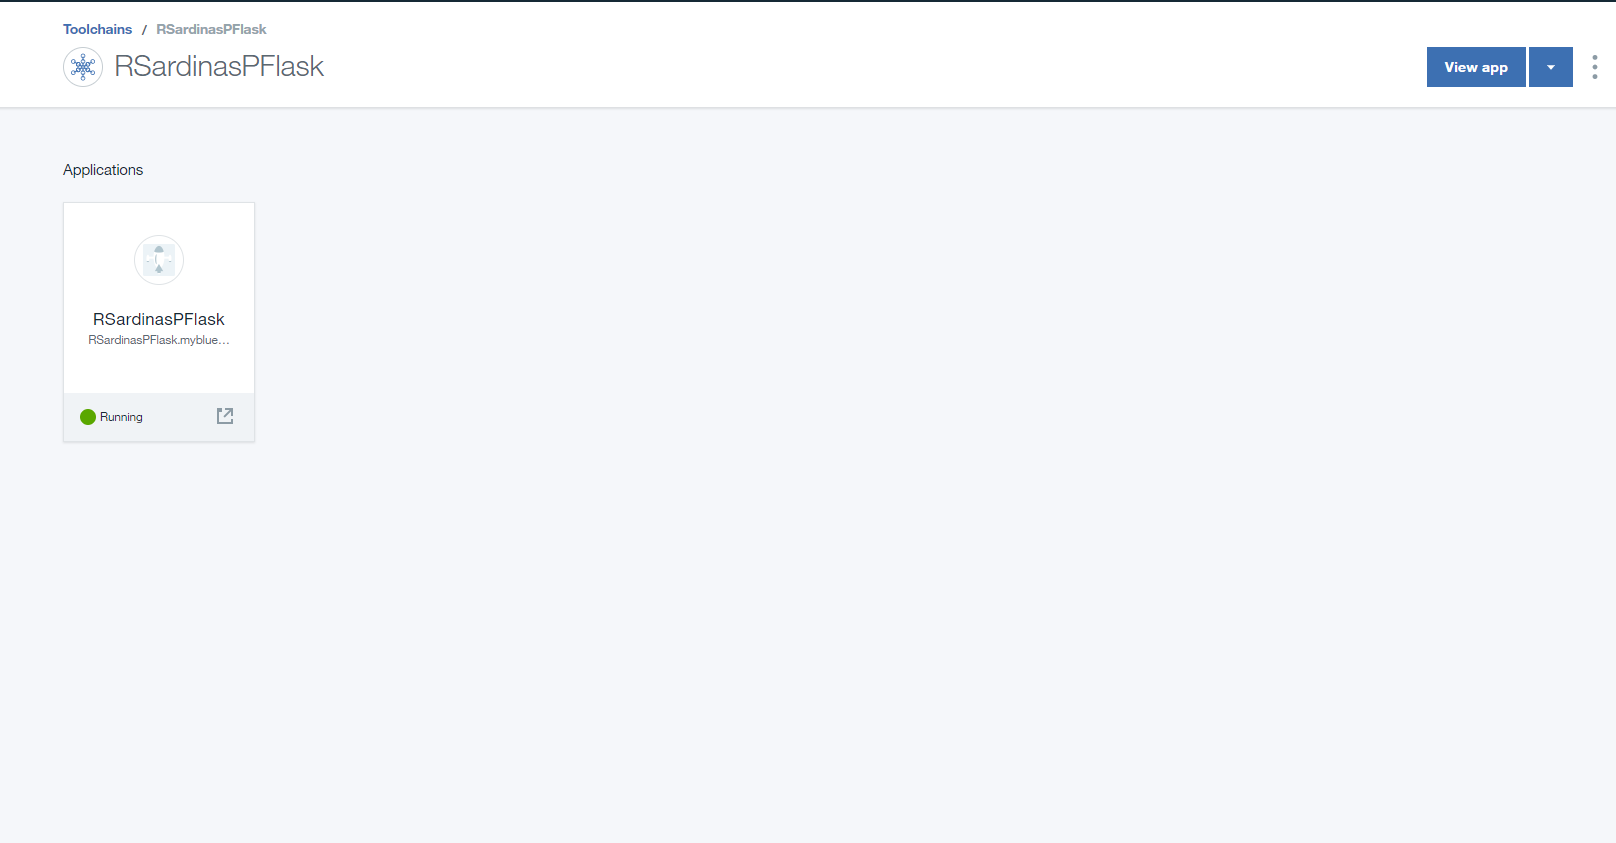 Toolchains / RSardinasPFlask
RSardinasPFlask
View app
Applications
RSardinasPFlask
RSardinasPFlask.myblue...
Running